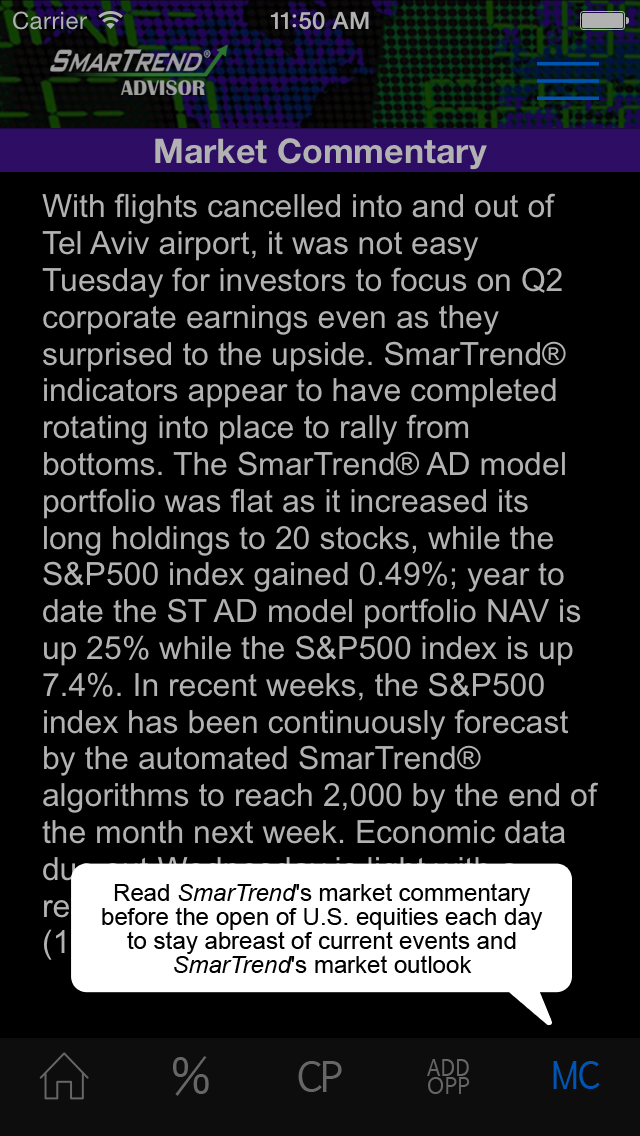 Carrier 11:50 AM
SMARTREND®
ADVISOR
Market Commentary
With flights cancelled into and out of
Tel Aviv airport, it was not easy
Tuesday for investors to focus on Q2
corporate earnings even as they
surprised to the upside. SmarTrend®
indicators appear to have completed
rotating into place to rally from
bottoms. The SmarTrend® AD model
portfolio was flat as it increased its
long holdings to 20 stocks, while the
S&P500 index gained 0.49%; year to
date the ST AD model portfolio NAV is
up 25% while the S&P500 index is up
7.4%. In recent weeks, the S&P500
index has been continuously forecast
by the automated SmarTrend®
algorithms to reach 2,000 by the end of
the month next week. Economic data
Read SmarTrend's market commentary
before the open of U.S. equities each day
to stay abreast of current events and
SmarTrend's market outlook
% CP ADD OPP MC